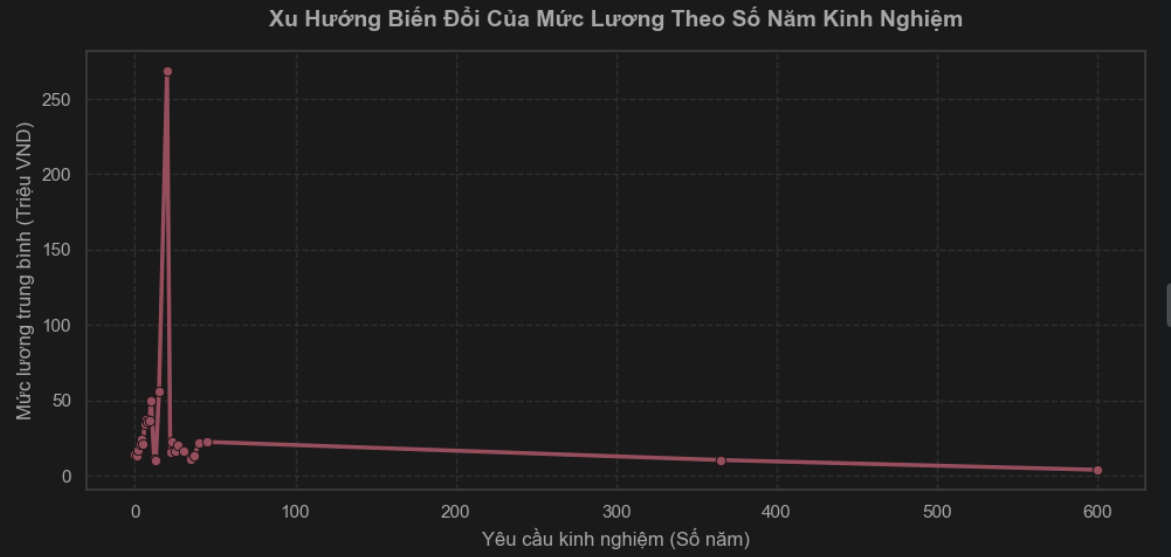 Xu Hướng Biến Đổi Của Mức Lương Theo Số Năm Kinh Nghiệm
Mức lương trung bình (Triệu VND)
250
200
150
100
50
0
0 100 200 300 400 500 600
Yêu cầu kinh nghiệm (Số năm)